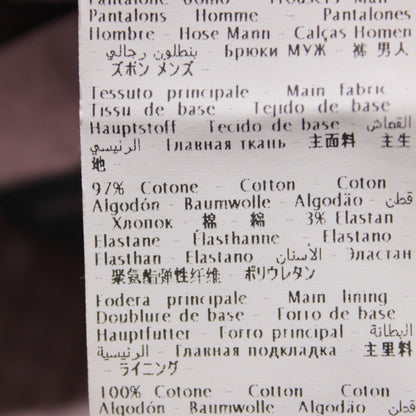 Pantalone Uomo - Trousers Man
Pantalons Homme - Pantalones
Hombre - Hose Mann - Calças Homen
- بنطلون رجالي - Брюки МУЖ - 裤 男人
- ズボン メンズ -
Tessuto principale - Main Fabric
Tissu de base - Tejido de base
Hauptstoff - Tecido de base - القماش
الرئيسي - Главная ткань - 主面料 - 主生
地
97% Cotone - Cotton - Coton
Algodón - Baumwolle - Algodão - قطن
- Хлопок - 棉 - 綿 - 3% Elastan
Elastane - Élasthanne - Elastano
Elasthan Elastano - الأستان - Эластан
- 聚氨酯弹性纤维 - ポリウレタン
Fodera principale - Main lining
Doublure de base - Forro de base
Hauptfutter - Forro principal - البطانة
الرئيسية - Главная подкладка - 主里料
- ライニング -
100% Cotone - Cotton - Coton
Algodón - Baumwolle - Algodão - قطن